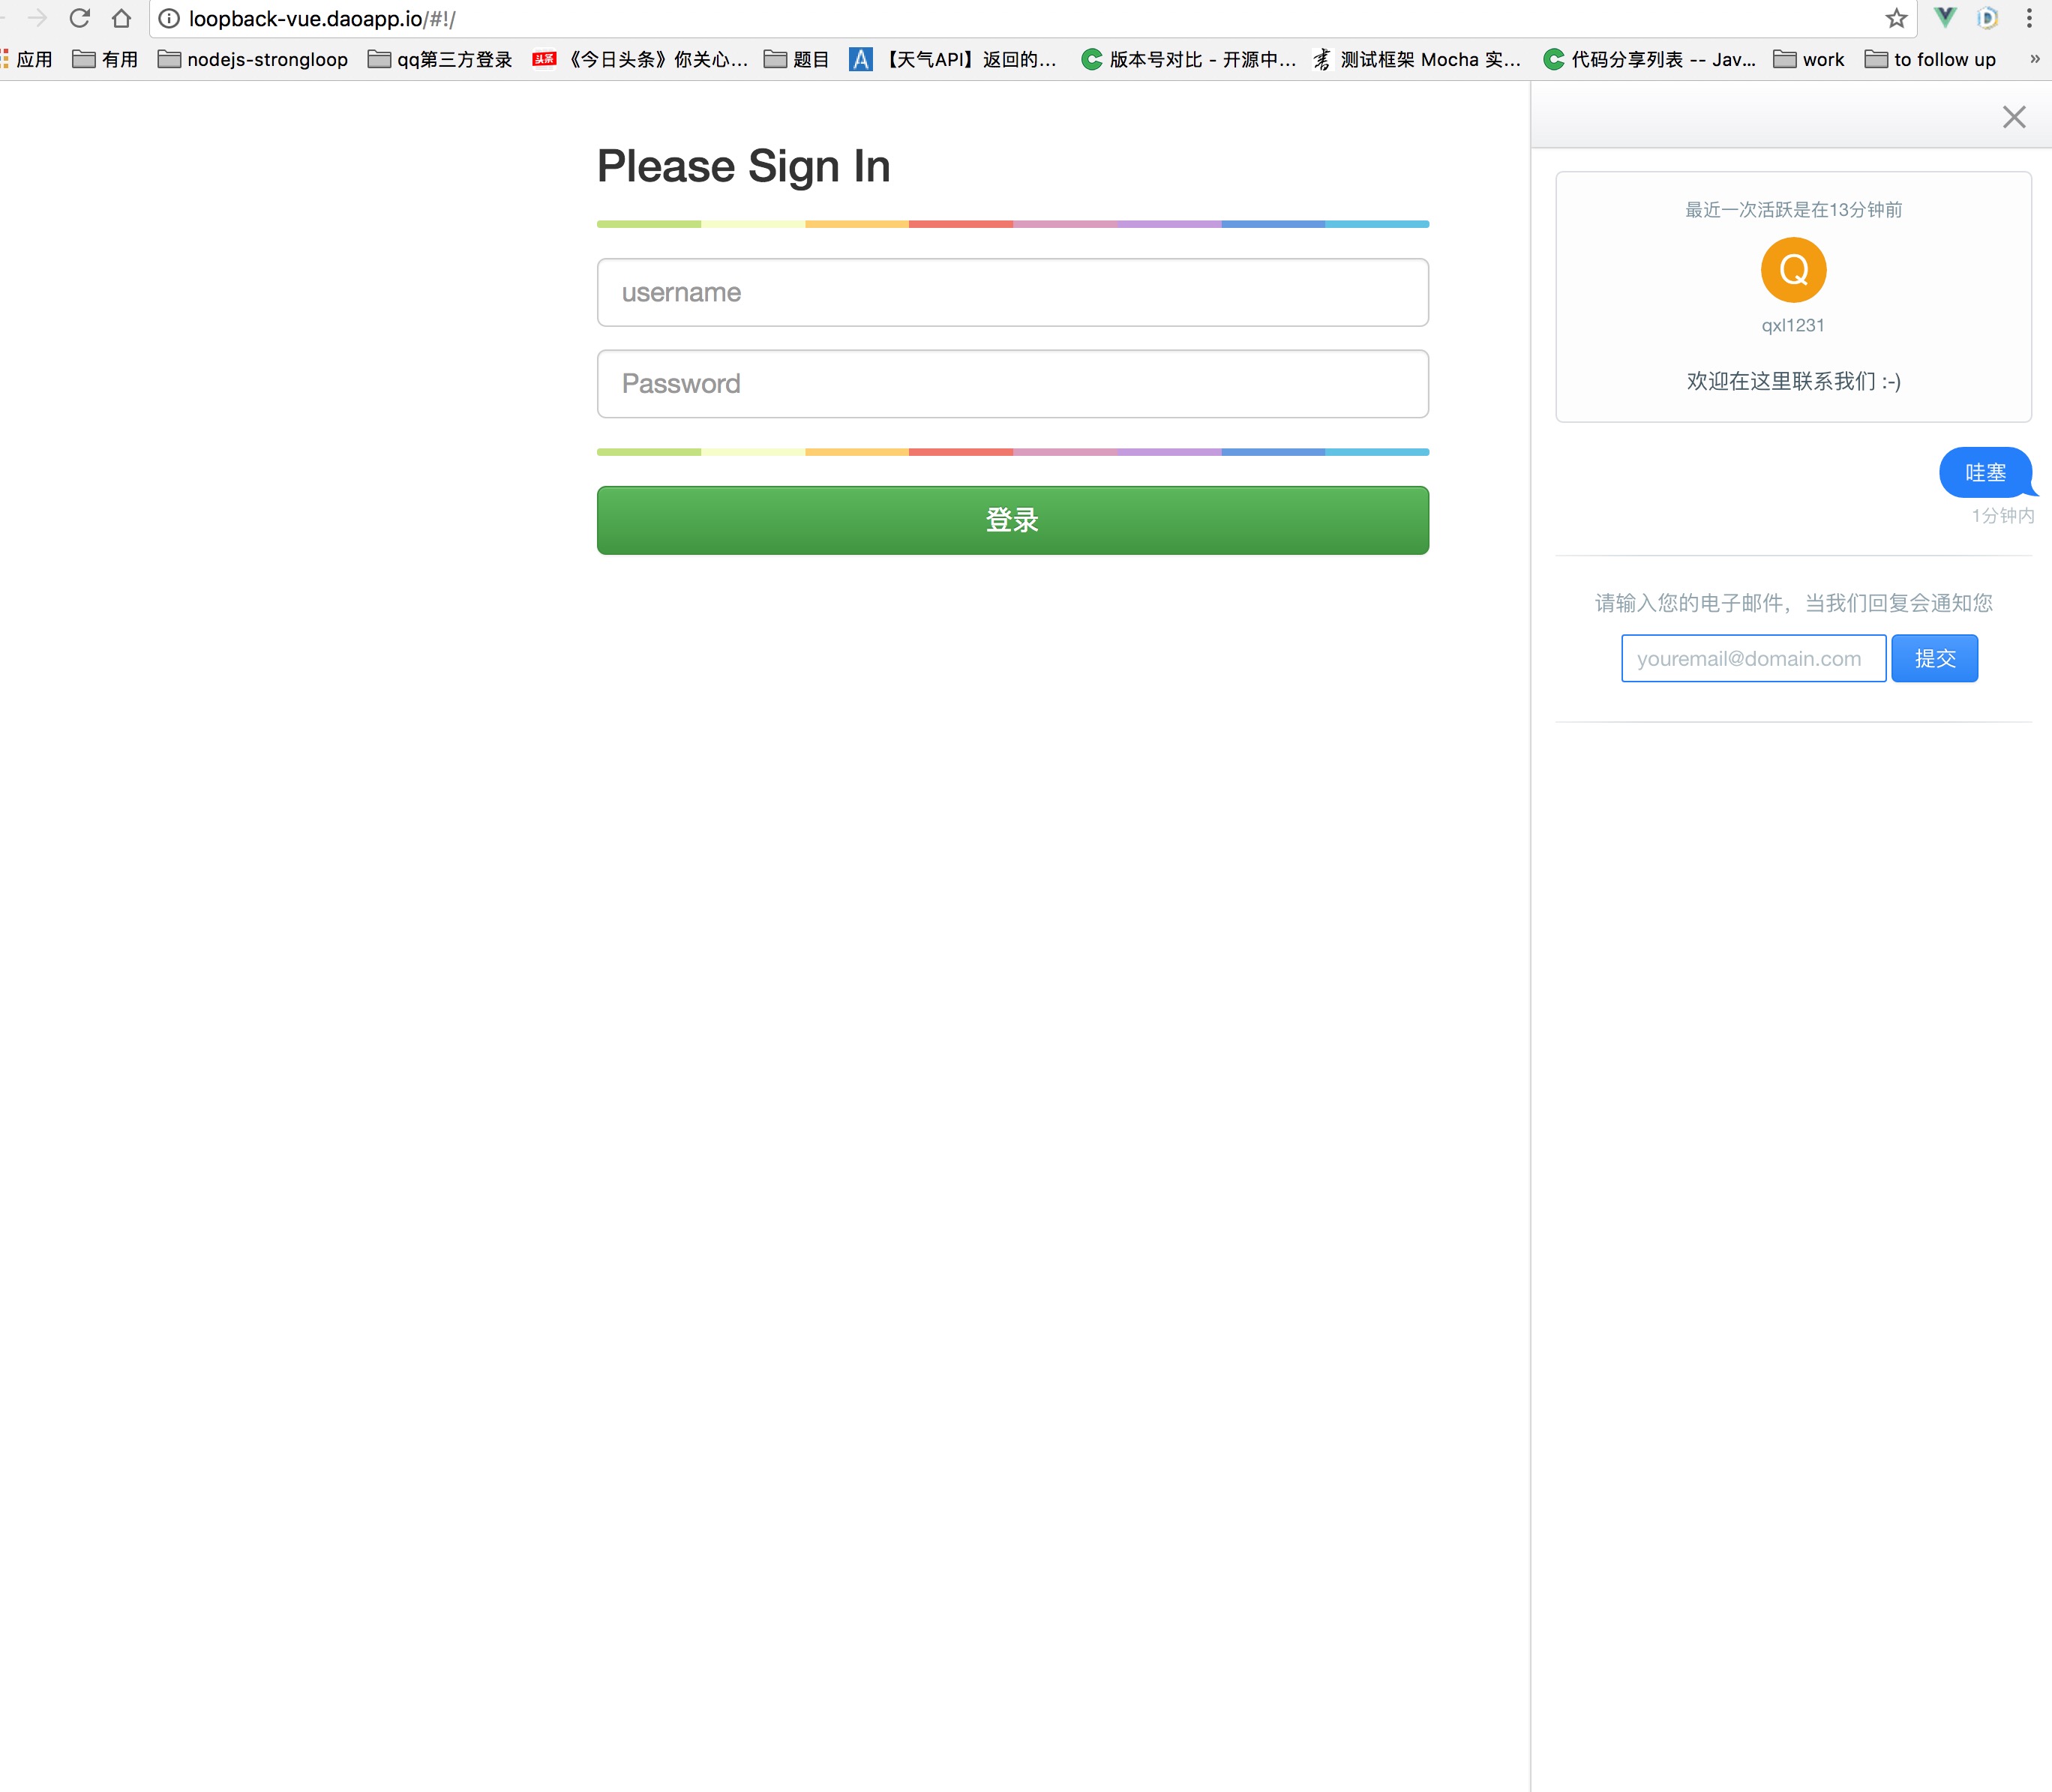 loopback-vue.daoapp.io/#!/
应用 有用 nodejs-strongloop qq第三方登录 头条 《今日头条》你关心... 题目 A 【天气API】返回的... C 版本号对比 - 开源中... 书 测试框架 Mocha 实... C 代码分享列表 -- Jav... work to follow up »
Please Sign In
username
Password
登录
最近一次活跃是在13分钟前
Q
qxl1231
欢迎在这里联系我们 :-)
哇塞
1分钟内
请输入您的电子邮件，当我们回复会通知您
youremail@domain.com 提交